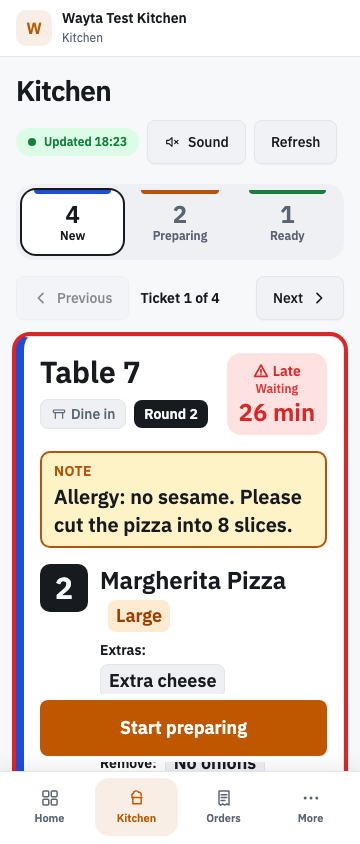 W
Wayta Test Kitchen
Kitchen
Kitchen
Updated 18:23
Sound
Refresh
4
New
2
Preparing
1
Ready
Previous
Ticket 1 of 4
Next
Table 7
Dine in
Round 2
Late
Waiting
26 min
NOTE
Allergy: no sesame. Please
cut the pizza into 8 slices.
2
Margherita Pizza
Large
Extras:
Extra cheese
Start preparing
Remove: No onions
Home
Kitchen
Orders
More